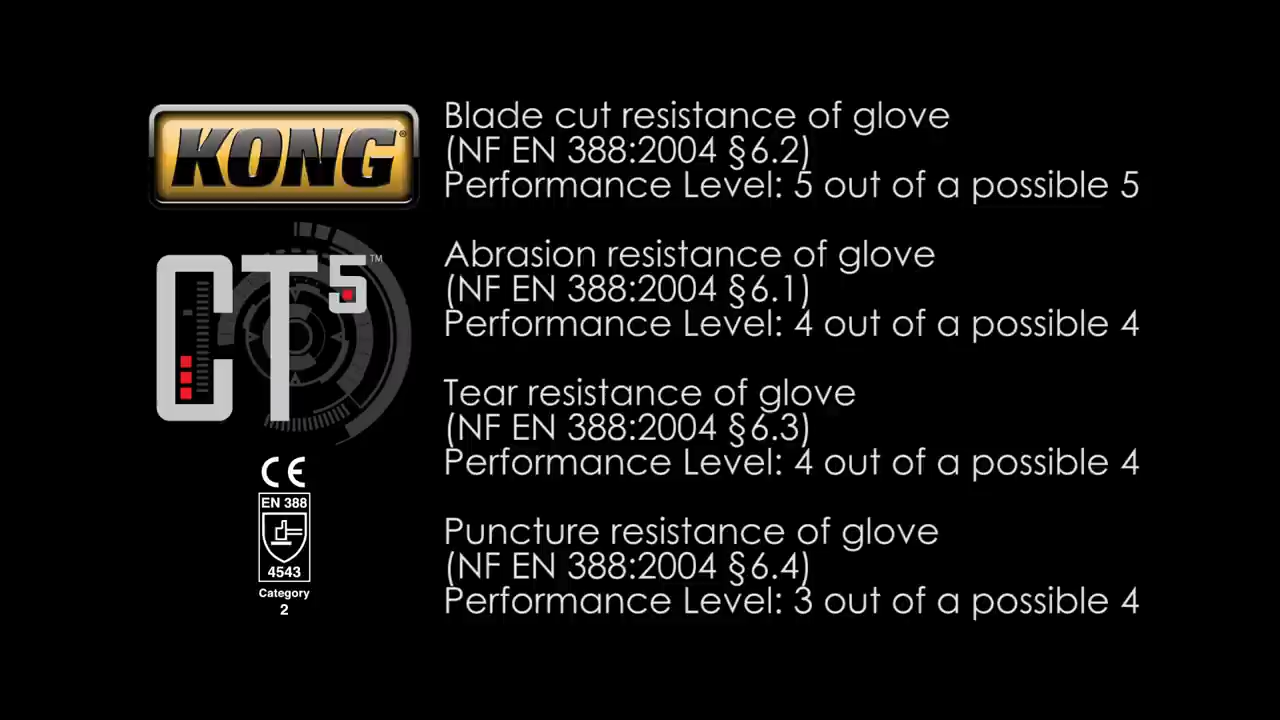 KONG®
CT5™
CE
EN 388
4543
Category
2
Blade cut resistance of glove
(NF EN 388:2004 §6.2)
Performance Level: 5 out of a possible 5
Abrasion resistance of glove
(NF EN 388:2004 §6.1)
Performance Level: 4 out of a possible 4
Tear resistance of glove
(NF EN 388:2004 §6.3)
Performance Level: 4 out of a possible 4
Puncture resistance of glove
(NF EN 388:2004 §6.4)
Performance Level: 3 out of a possible 4